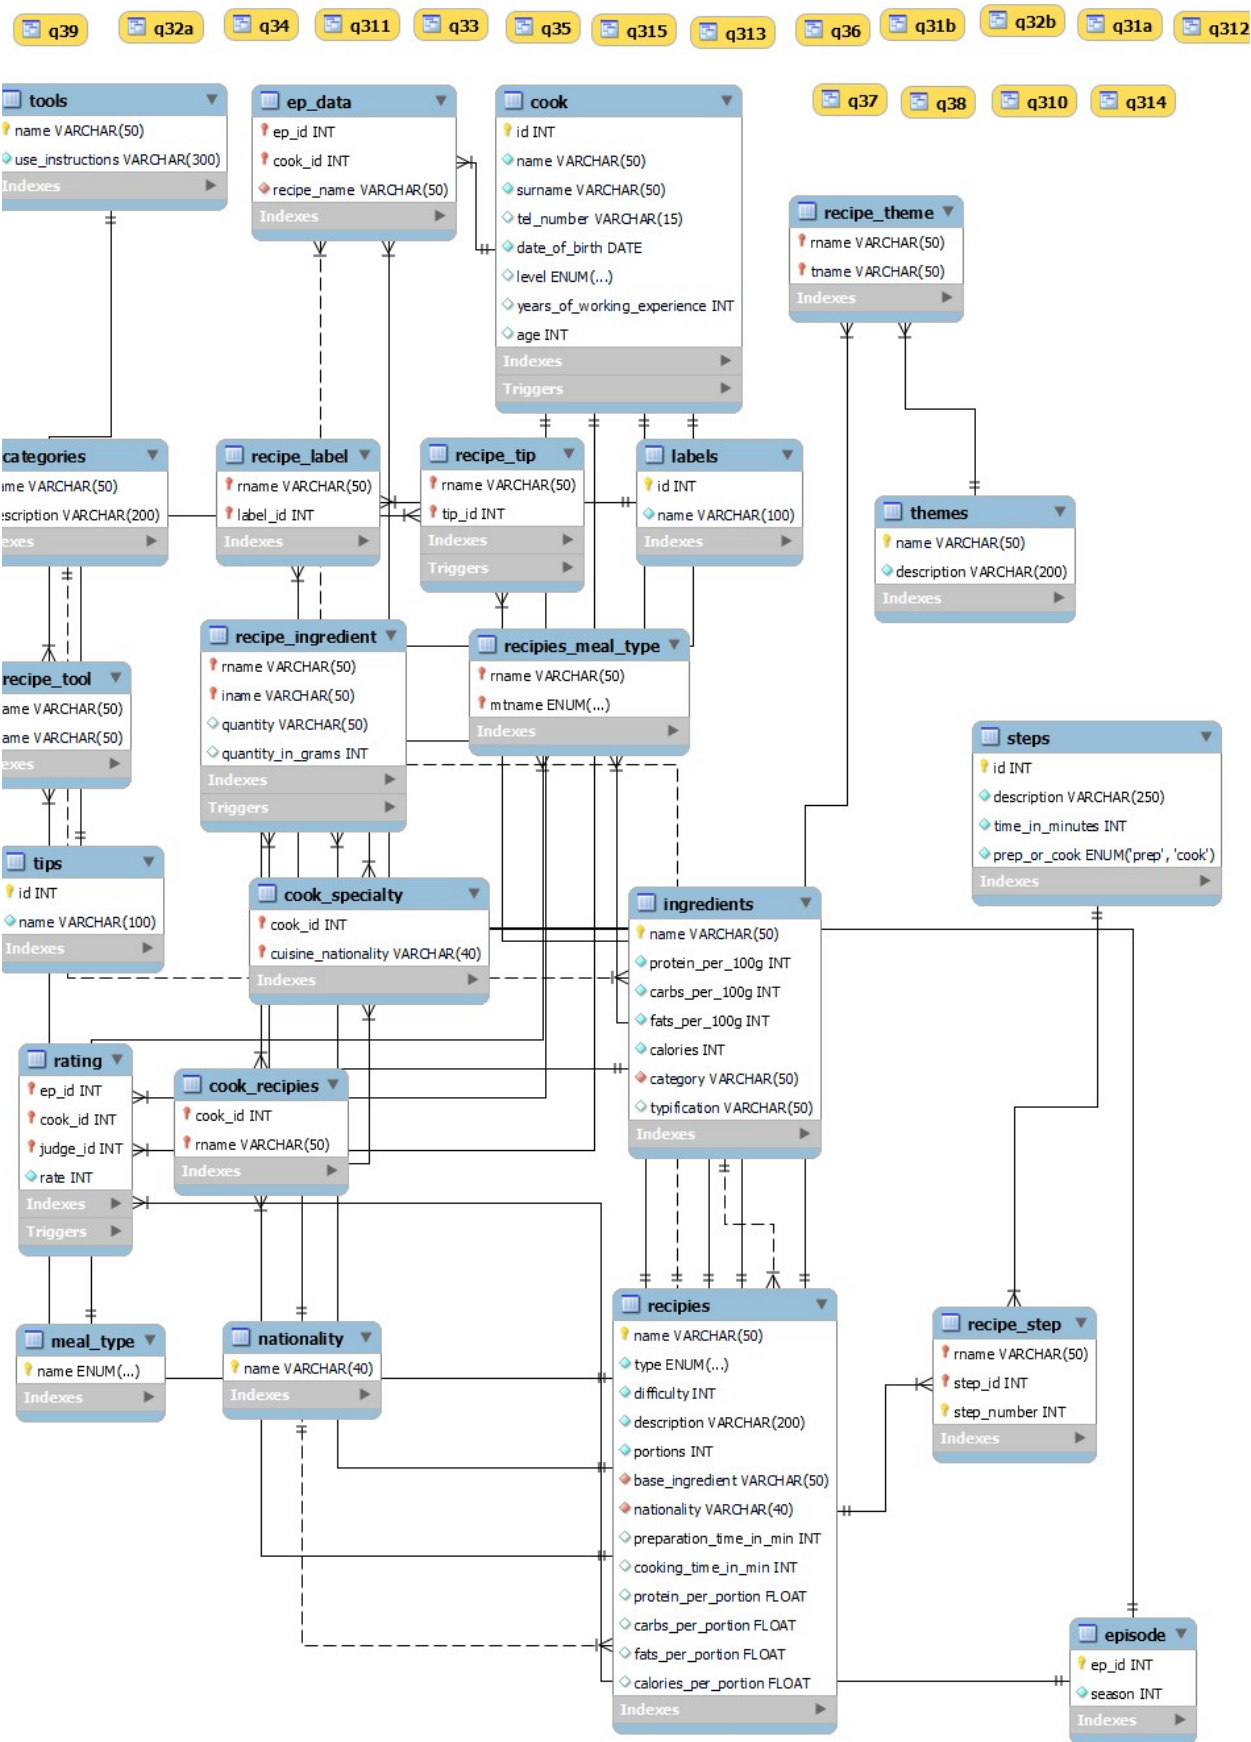 q39
q32a
q34
q311
q33
q35
q315
q313
q36
q31b
q32b
q31a
q312
q37
q38
q310
q314
tools
name VARCHAR(50)
use_instructions VARCHAR(300)
Indexes
ep_data
ep_id INT
cook_id INT
recipe_name VARCHAR(50)
Indexes
cook
id INT
name VARCHAR(50)
surname VARCHAR(50)
tel_number VARCHAR(15)
date_of_birth DATE
level ENUM(...)
years_of_working_experience INT
age INT
Indexes
Triggers
recipe_theme
rname VARCHAR(50)
tname VARCHAR(50)
Indexes
categories
ame VARCHAR(50)
escription VARCHAR(200)
exes
recipe_label
rname VARCHAR(50)
label_id INT
Indexes
recipe_tip
rname VARCHAR(50)
tip_id INT
Indexes
Triggers
labels
id INT
name VARCHAR(100)
Indexes
themes
name VARCHAR(50)
description VARCHAR(200)
Indexes
recipe_tool
ame VARCHAR(50)
ame VARCHAR(50)
exes
recipe_ingredient
rname VARCHAR(50)
iname VARCHAR(50)
quantity VARCHAR(50)
quantity_in_grams INT
Indexes
Triggers
recipies_meal_type
rname VARCHAR(50)
mtname ENUM(...)
Indexes
steps
id INT
description VARCHAR(250)
time_in_minutes INT
prep_or_cook ENUM('prep', 'cook')
Indexes
tips
id INT
name VARCHAR(100)
Indexes
cook_specialty
cook_id INT
cuisine_nationality VARCHAR(40)
Indexes
ingredients
name VARCHAR(50)
protein_per_100g INT
carbs_per_100g INT
fats_per_100g INT
calories INT
category VARCHAR(50)
typification VARCHAR(50)
Indexes
rating
ep_id INT
cook_id INT
judge_id INT
rate INT
Indexes
Triggers
cook_recipies
cook_id INT
rname VARCHAR(50)
Indexes
meal_type
name ENUM(...)
Indexes
nationality
name VARCHAR(40)
Indexes
recipies
name VARCHAR(50)
type ENUM(...)
difficulty INT
description VARCHAR(200)
portions INT
base_ingredient VARCHAR(50)
nationality VARCHAR(40)
preparation_time_in_min INT
cooking_time_in_min INT
protein_per_portion FLOAT
carbs_per_portion FLOAT
fats_per_portion FLOAT
calories_per_portion FLOAT
Indexes
recipe_step
rname VARCHAR(50)
step_id INT
step_number INT
Indexes
episode
ep_id INT
season INT
Indexes